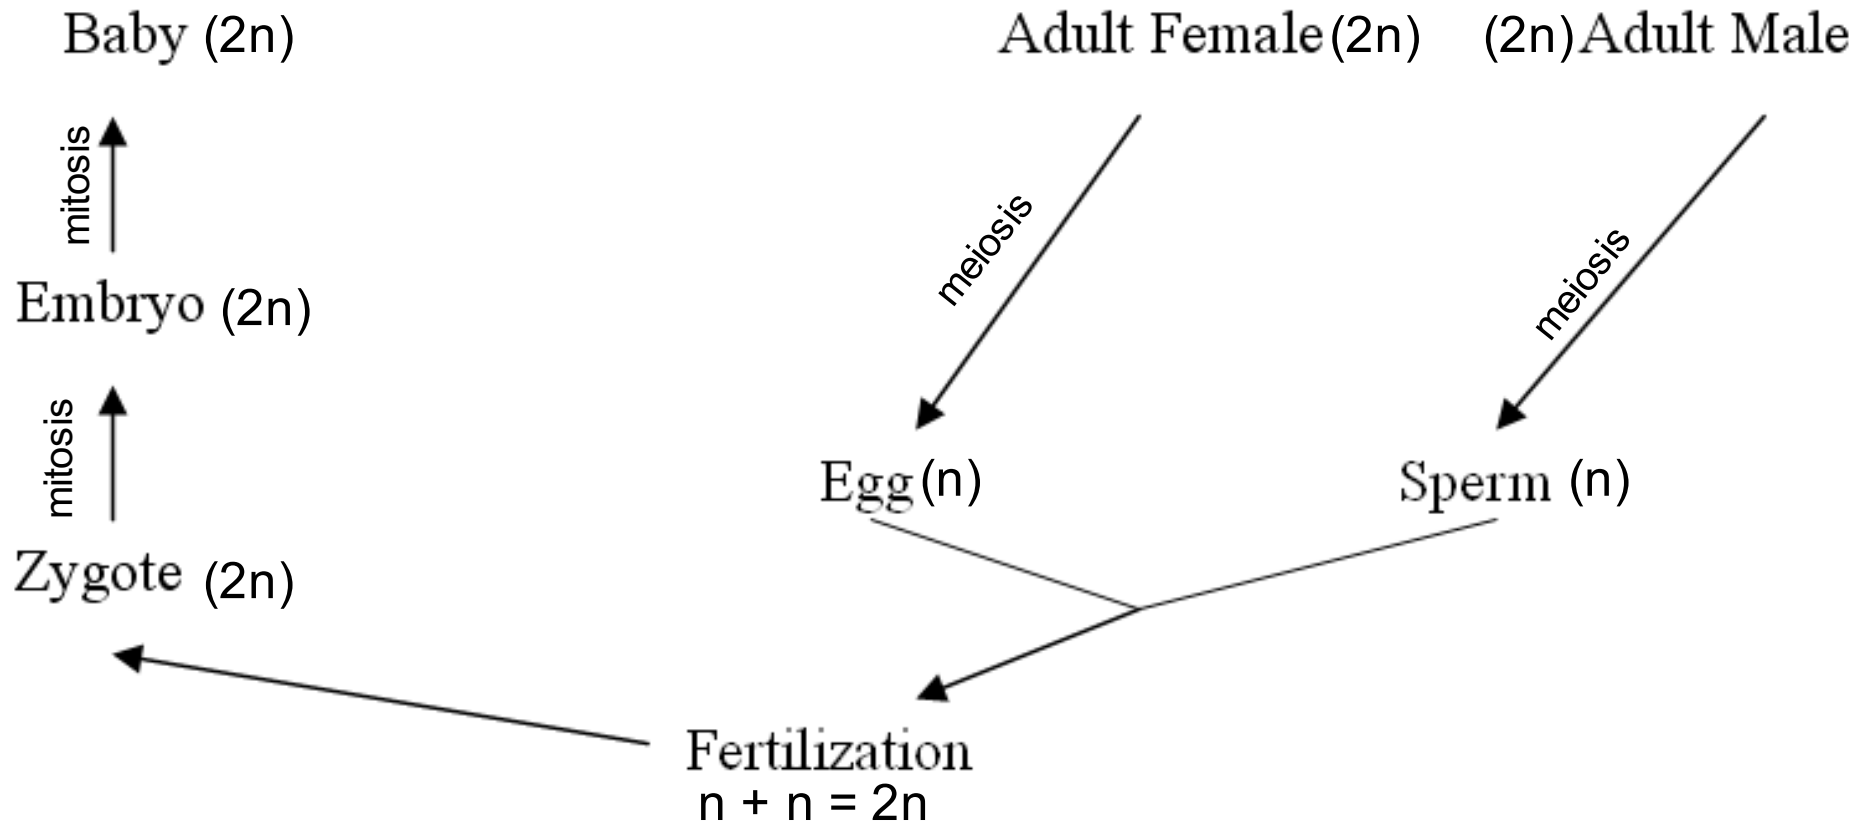 Baby (2n)
Adult Female (2n)
(2n) Adult Male
mitosis
meiosis
meiosis
Embryo (2n)
mitosis
Egg (n)
Sperm (n)
Zygote (2n)
Fertilization
n + n = 2n